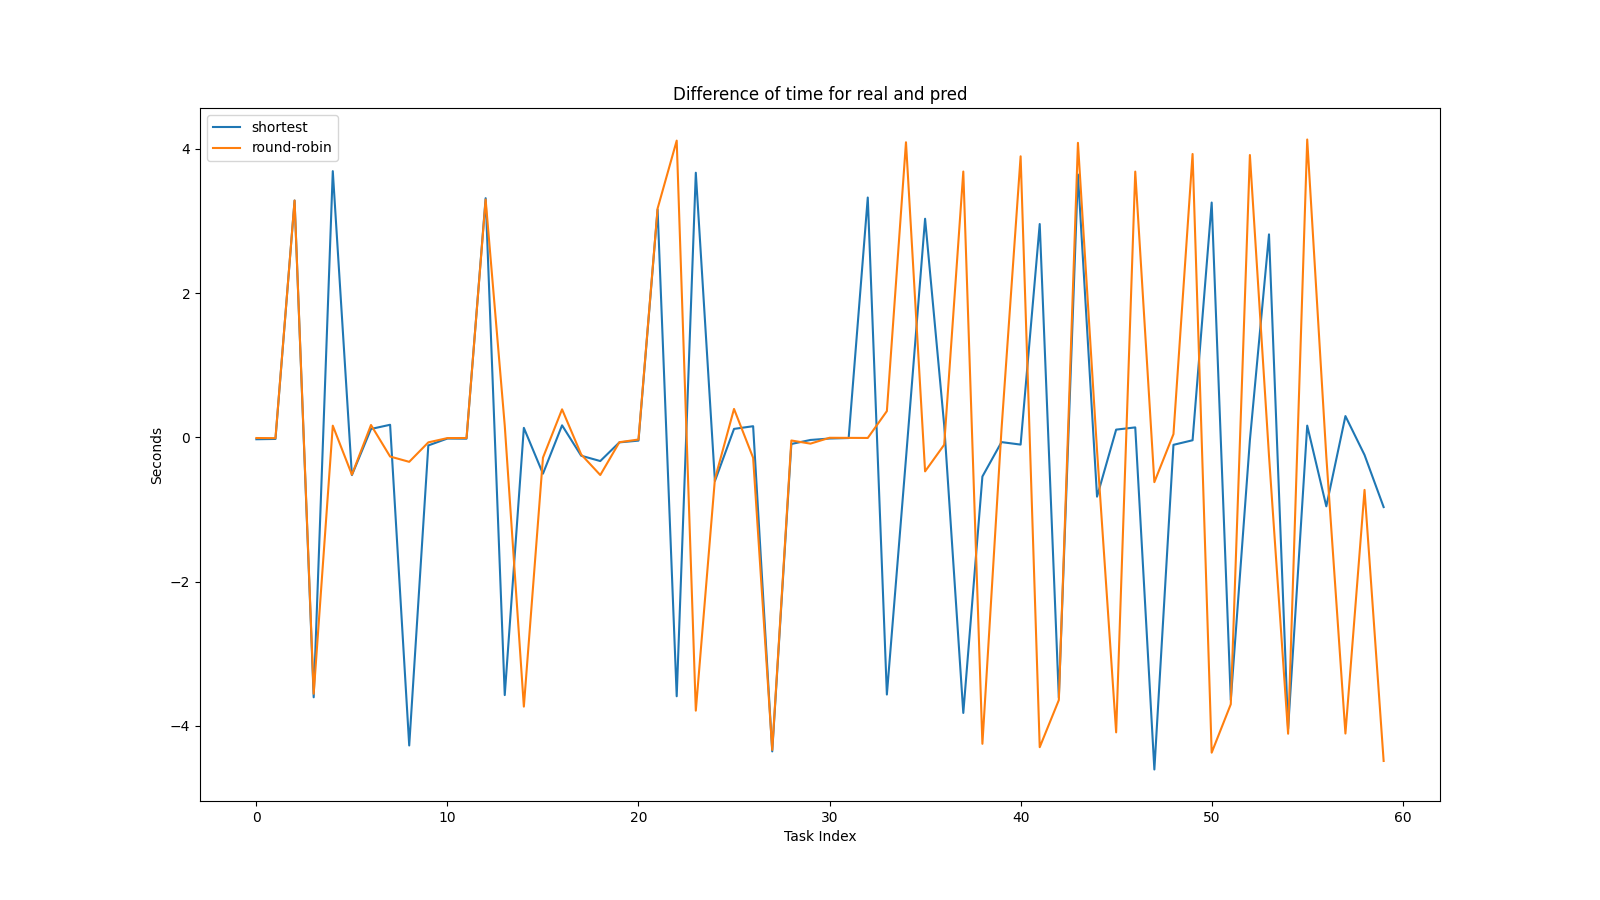 Difference of time for real and pred
shortest
round-robin
4
2
0
−2
−4
Seconds
0 10 20 30 40 50 60
Task Index